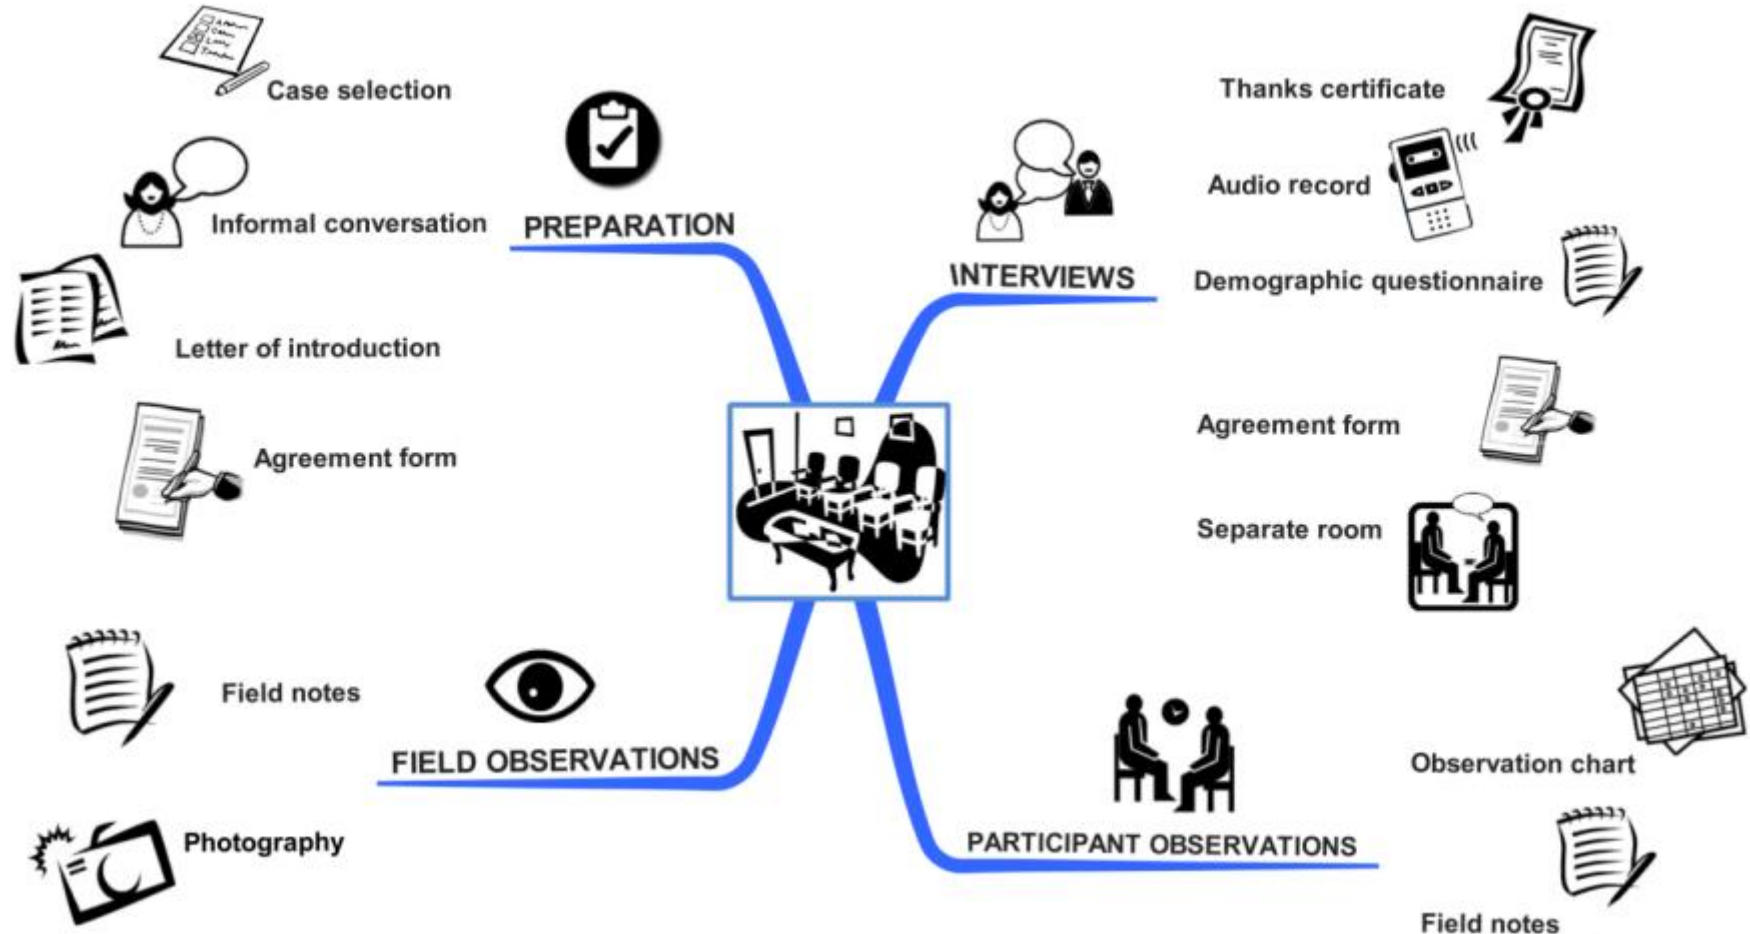 Case selection
Informal conversation
PREPARATION
Letter of introduction
Agreement form
Thanks certificate
Audio record
INTERVIEWS
Demographic questionnaire
Agreement form
Separate room
Field notes
FIELD OBSERVATIONS
Photography
Observation chart
PARTICIPANT OBSERVATIONS
Field notes